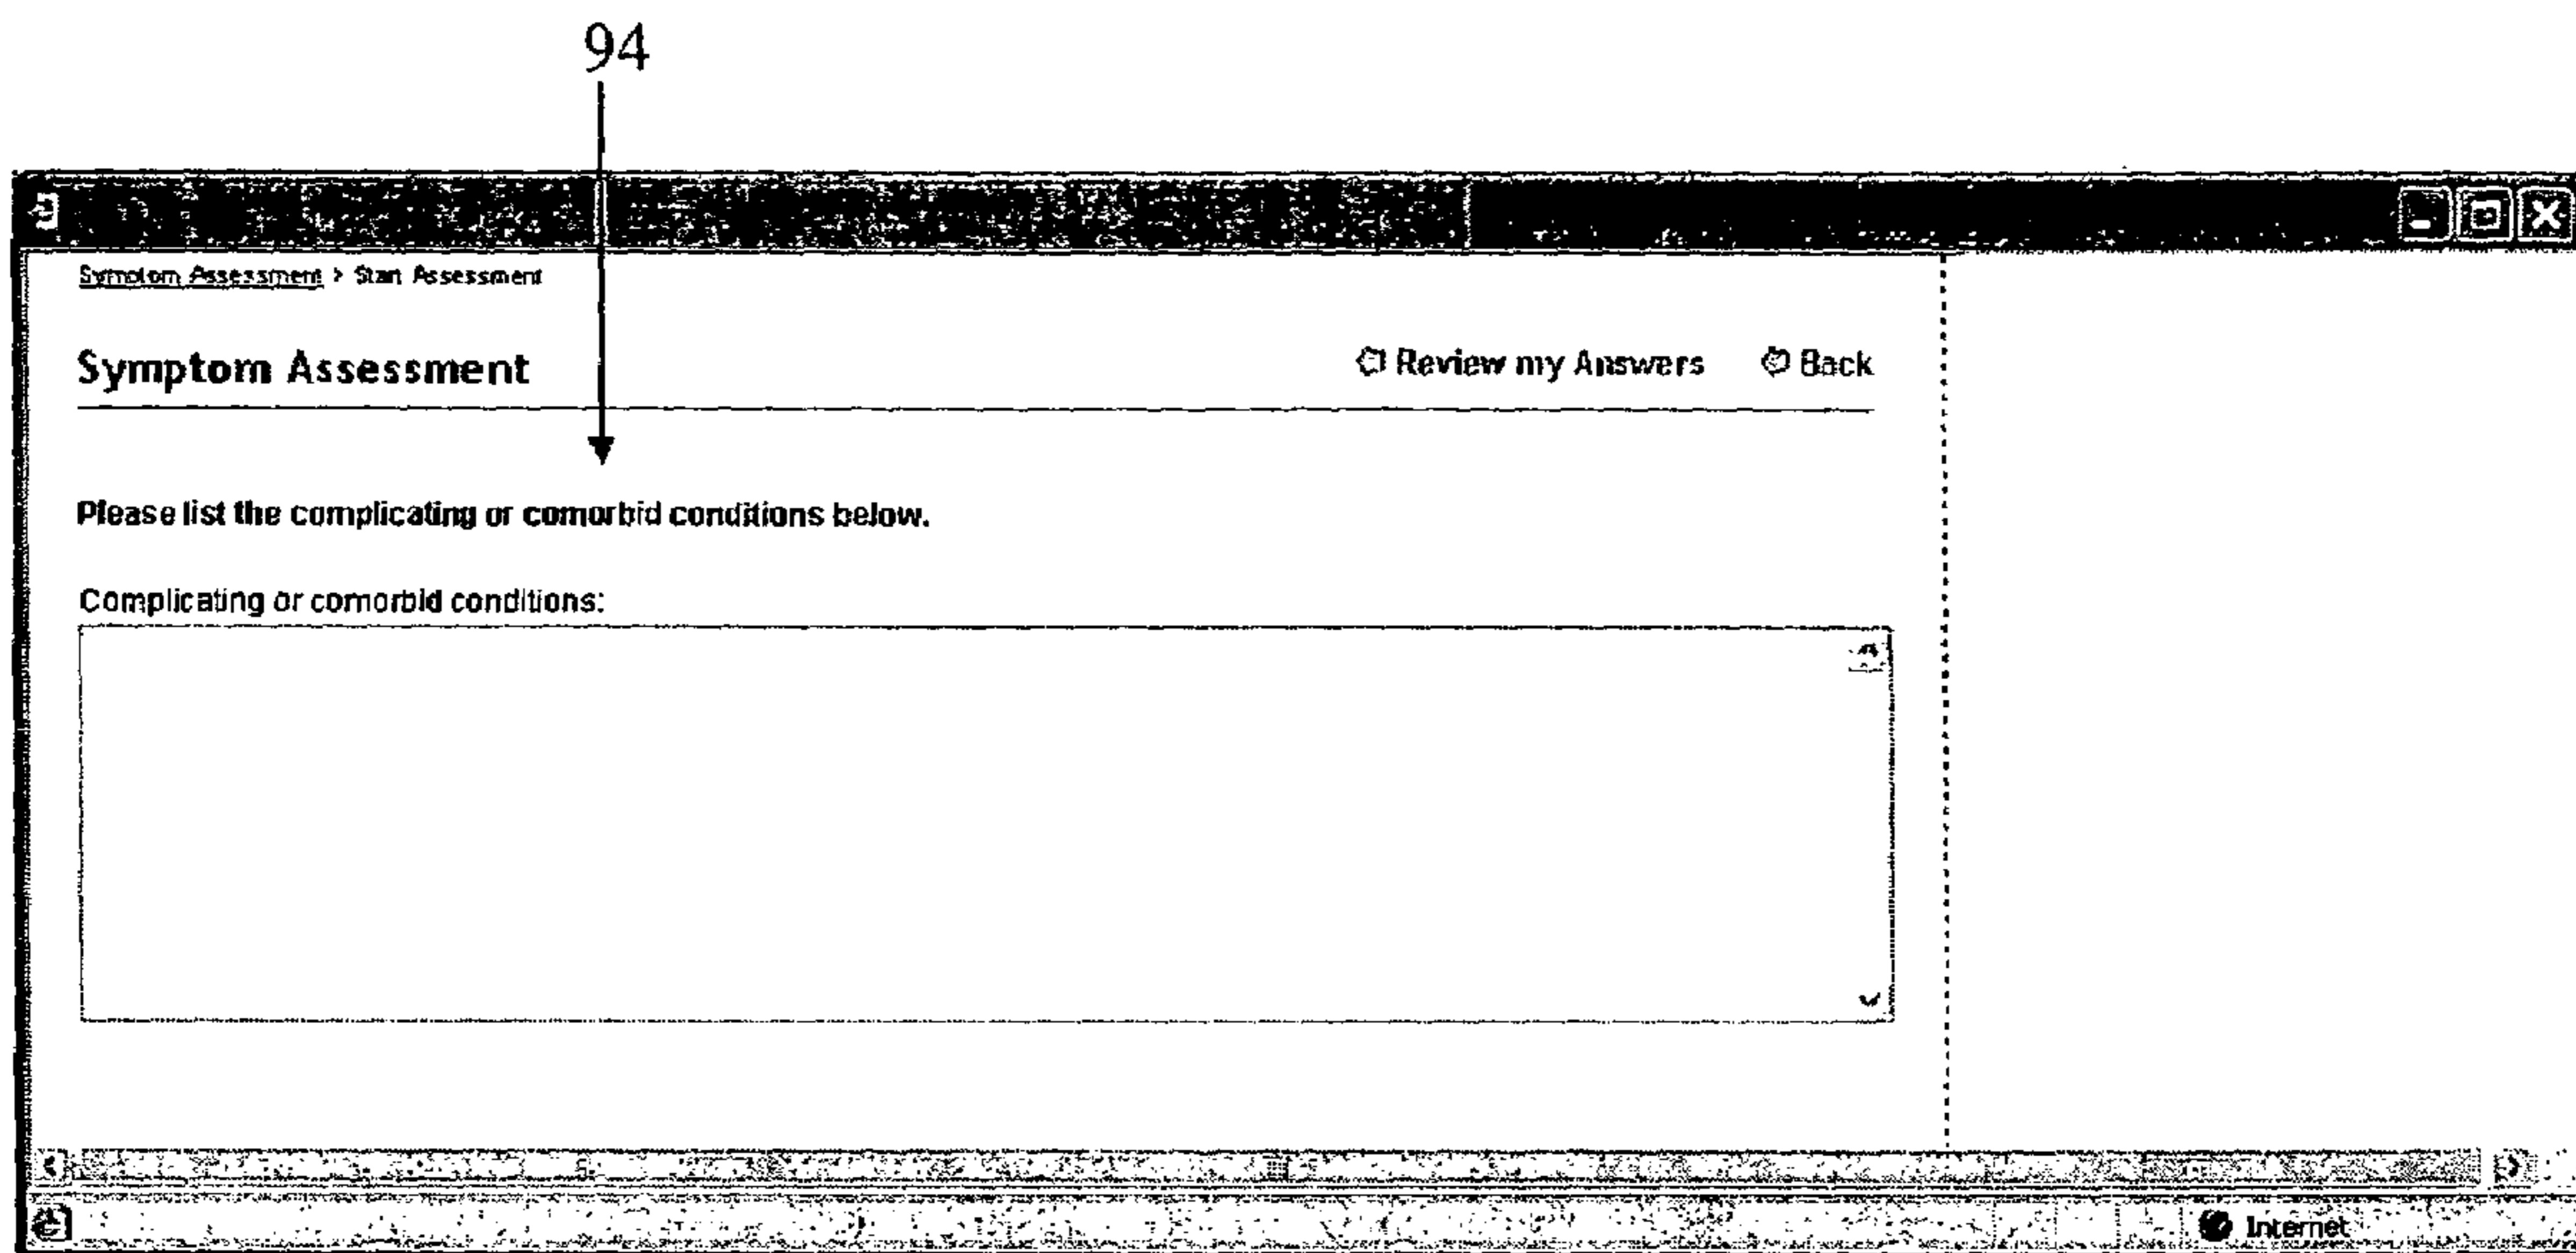 94
Symptom Assessment > Start Assessment
Symptom Assessment
Review my Answers
Back
Please list the complicating or comorbid conditions below.
Complicating or comorbid conditions:
Internet